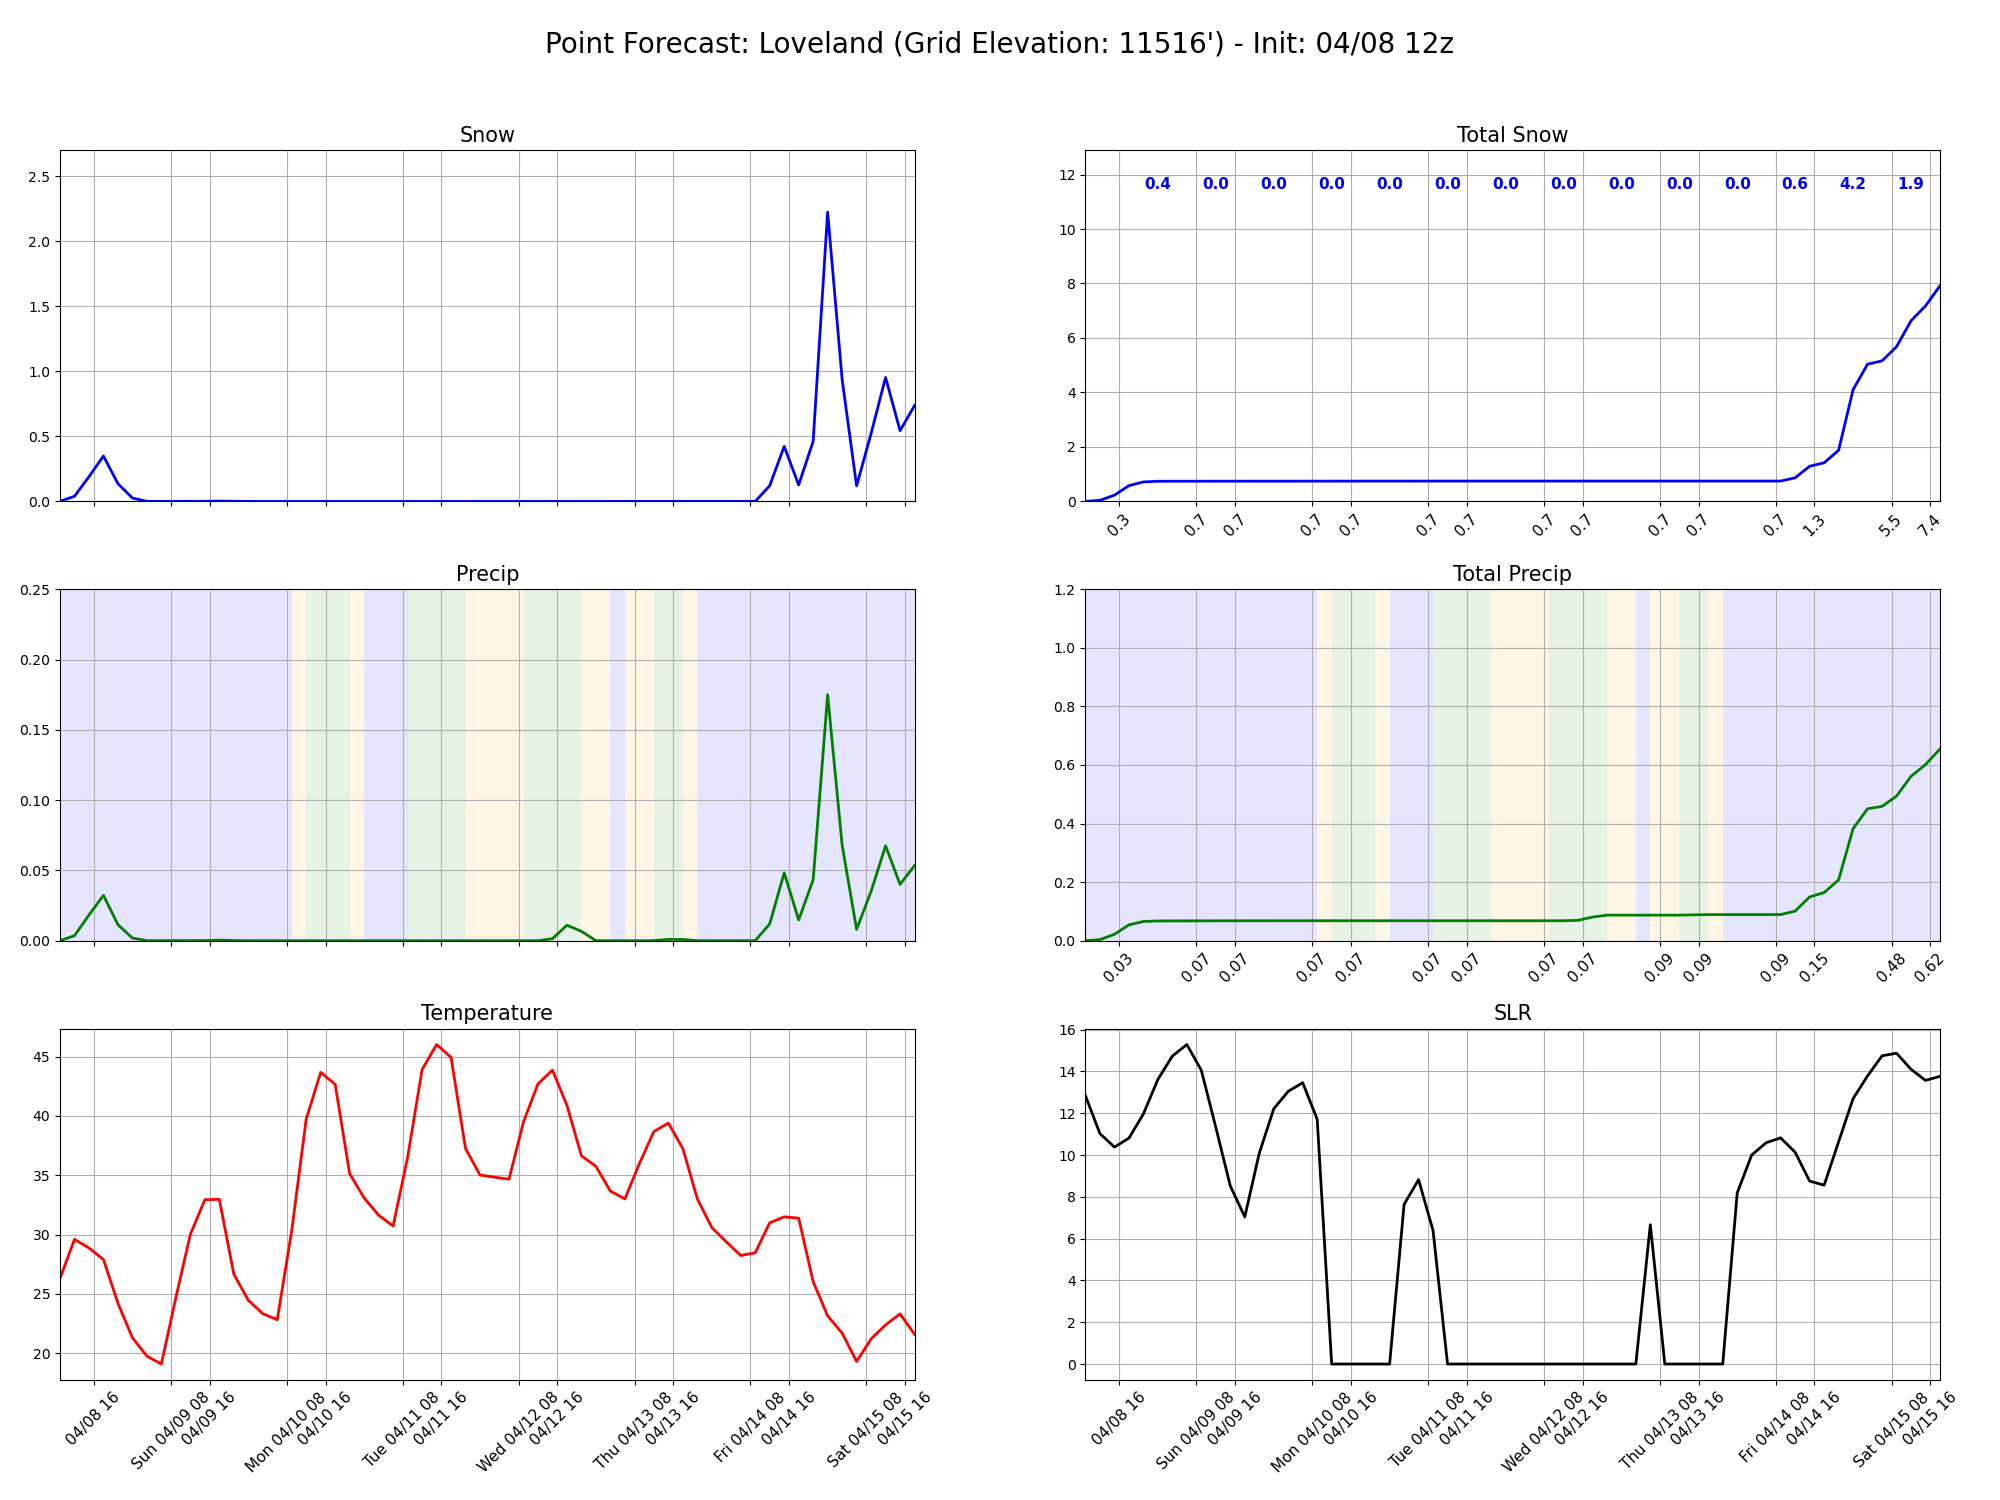 Point Forecast: Loveland (Grid Elevation: 11516') - Init: 04/08 12z
Snow
2.5
2.0
1.5
1.0
0.5
0.0
Total Snow
0.4 0.0 0.0 0.0 0.0 0.0 0.0 0.0 0.0 0.0 0.0 0.6 4.2 1.9
12
10
8
6
4
2
0
0.3 0.7 0.7 0.7 0.7 0.7 0.7 0.7 0.7 0.7 0.7 0.7 1.3 5.5 7.4
Precip
0.25
0.20
0.15
0.10
0.05
0.00
Total Precip
1.2
1.0
0.8
0.6
0.4
0.2
0.0
0.03 0.07 0.07 0.07 0.07 0.07 0.07 0.07 0.07 0.09 0.09 0.09 0.15 0.48 0.62
Temperature
45
40
35
30
25
20
04/08 16
Sun 04/09 08
04/09 16
Mon 04/10 08
04/10 16
Tue 04/11 08
04/11 16
Wed 04/12 08
04/12 16
Thu 04/13 08
04/13 16
Fri 04/14 08
04/14 16
Sat 04/15 08
04/15 16
SLR
16
14
12
10
8
6
4
2
0
04/08 16
Sun 04/09 08
04/09 16
Mon 04/10 08
04/10 16
Tue 04/11 08
04/11 16
Wed 04/12 08
04/12 16
Thu 04/13 08
04/13 16
Fri 04/14 08
04/14 16
Sat 04/15 08
04/15 16